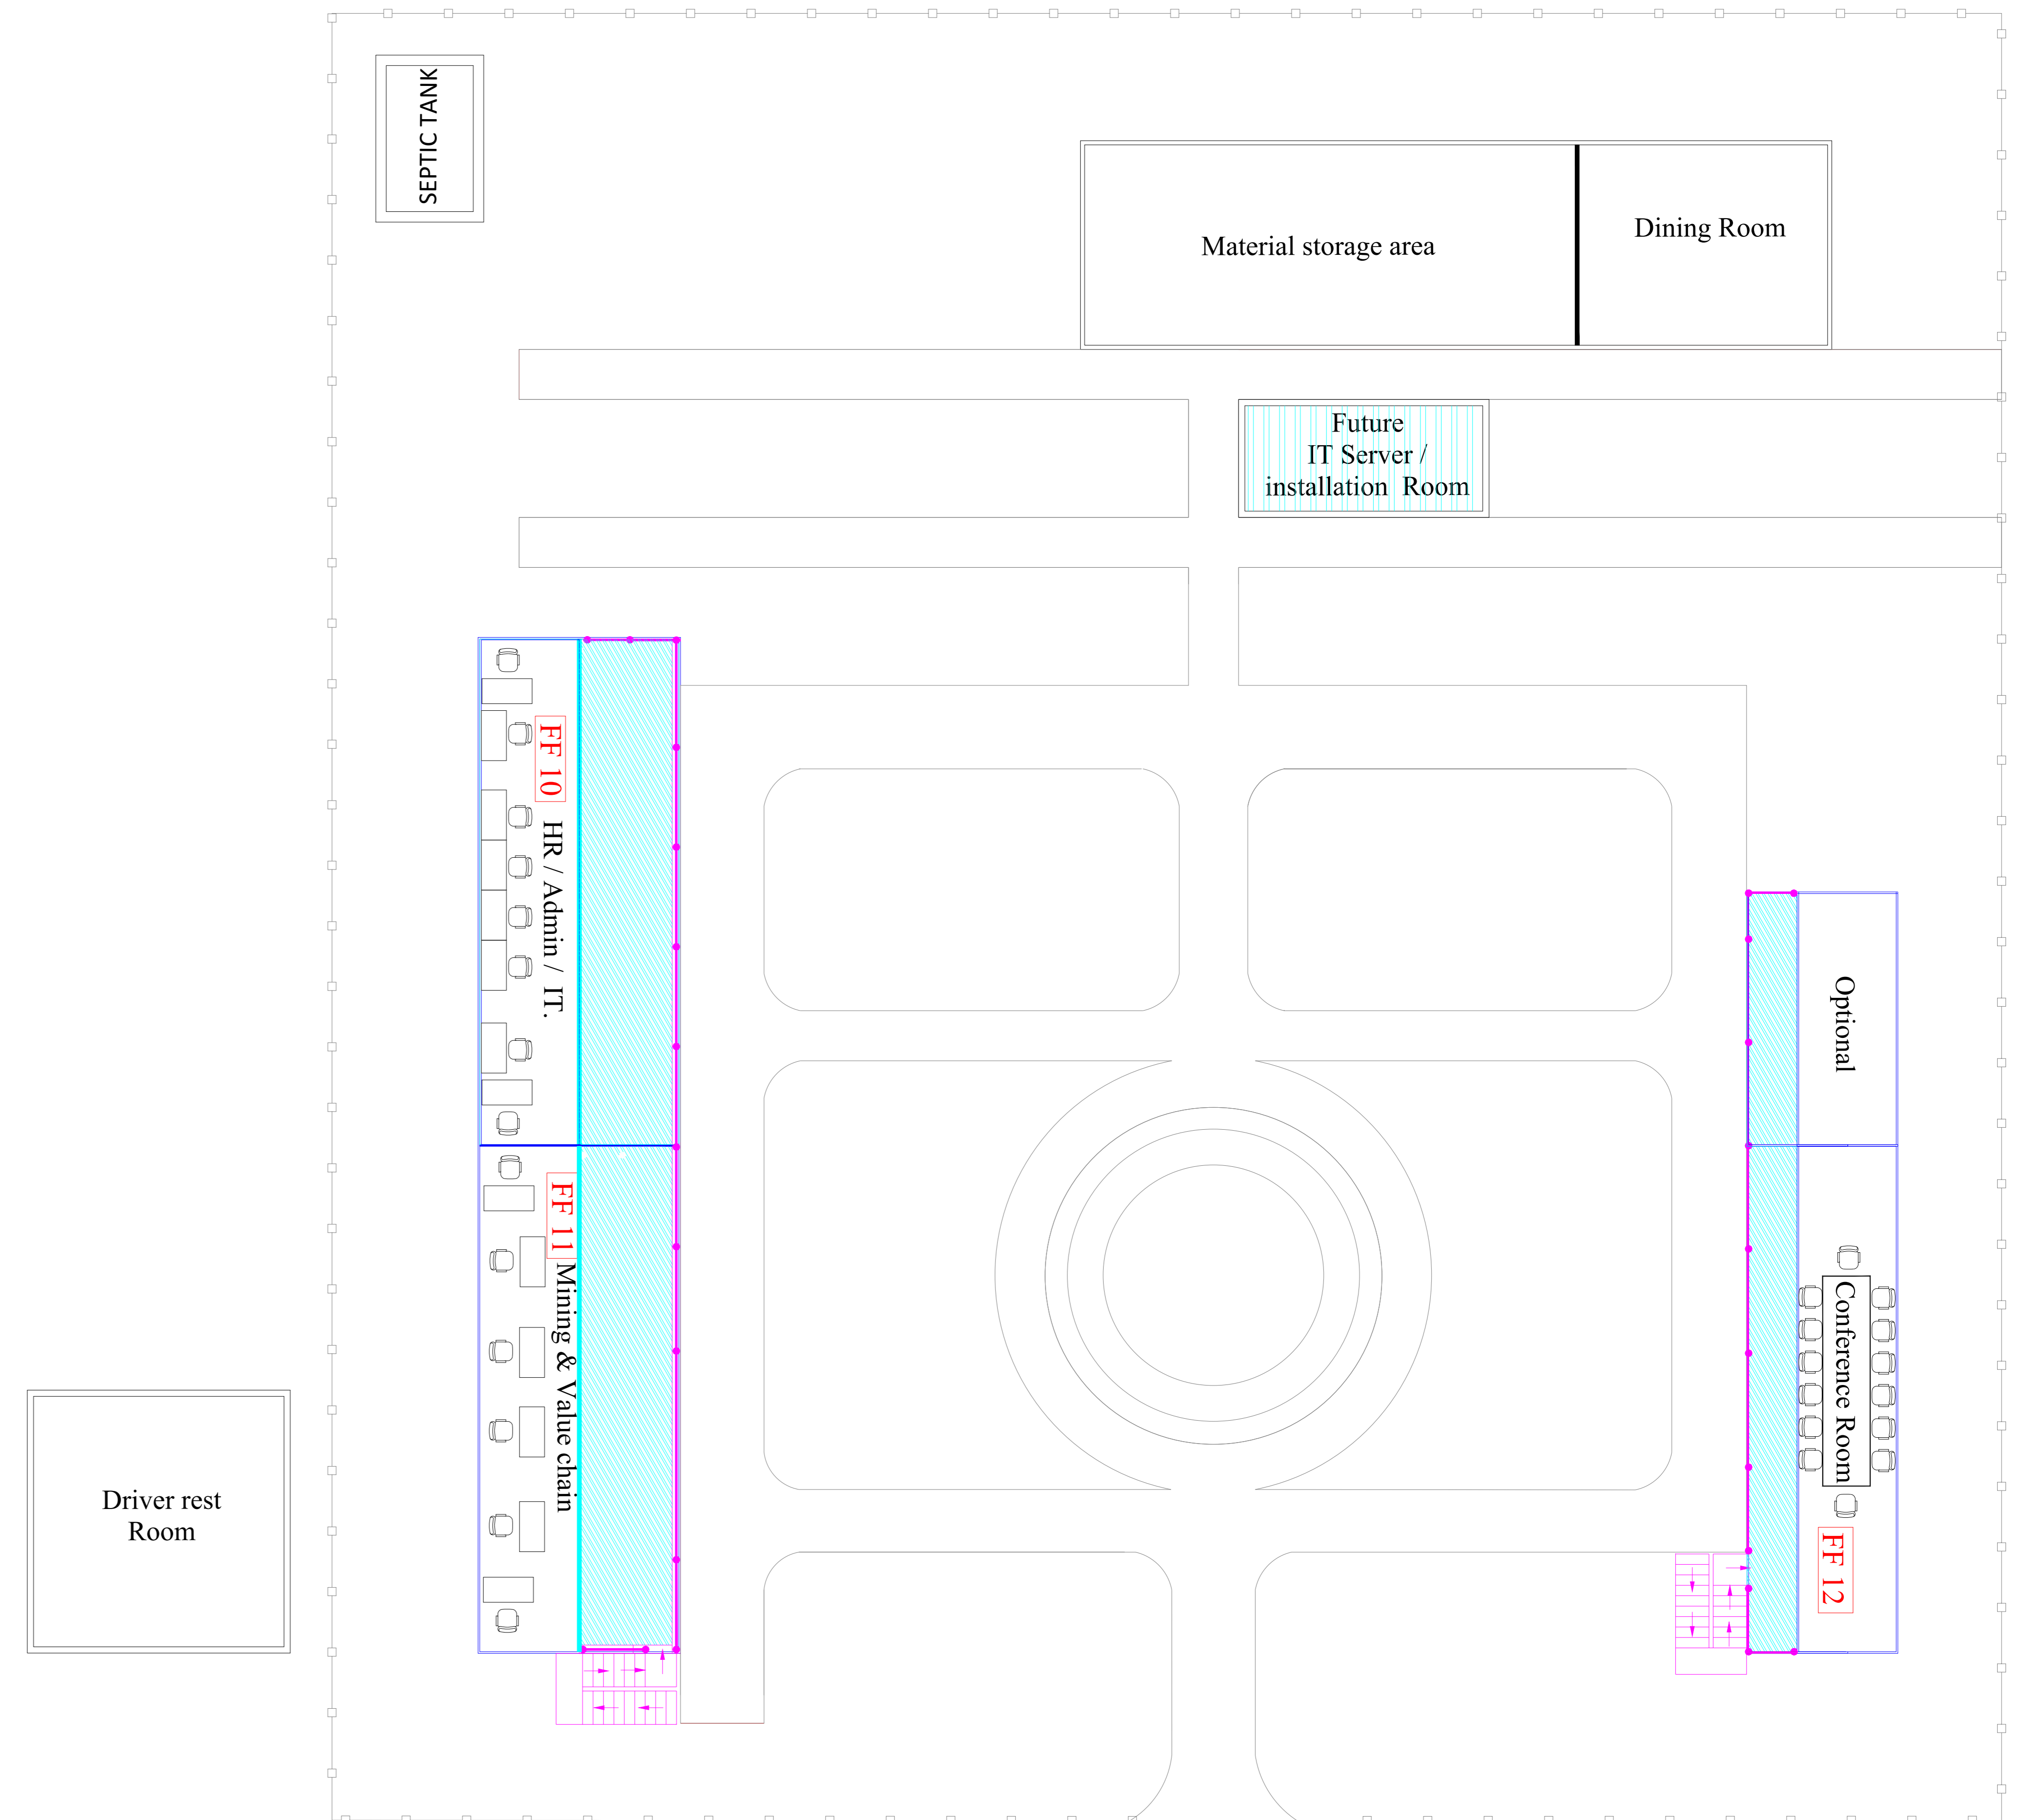 SEPTIC TANK
Material storage area
Dining Room
Future
IT Server /
installation Room
FF 10
HR / Admin / IT.
FF 11
Mining & Value chain
Optional
Conference Room
FF 12
Driver rest
Room